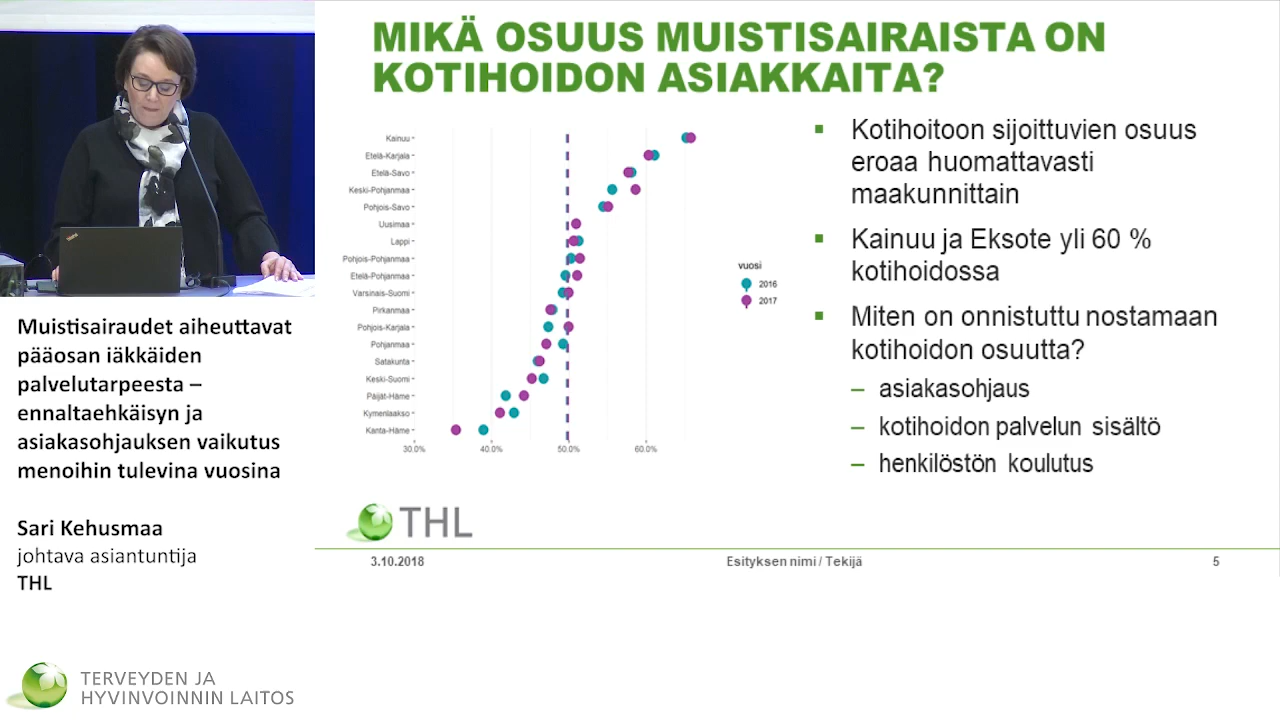 MIKÄ OSUUS MUISTISAIRAISTA ON
KOTIHOIDON ASIAKKAITA?
Kainuu
Etelä-Karjala
Etelä-Savo
Keski-Pohjanmaa
Pohjois-Savo
Uusimaa
Lappi
Pohjois-Pohjanmaa
Etelä-Pohjanmaa
Varsinais-Suomi
Pirkanmaa
Pohjois-Karjala
Pohjanmaa
Satakunta
Keski-Suomi
Päijät-Häme
Kymenlaakso
Kanta-Häme
30.0% 40.0% 50.0% 60.0%
vuosi
2016
2017
Kotihoitoon sijoittuvien osuus
eroaa huomattavasti
maakunnittain
Kainuu ja Eksote yli 60 %
kotihoidossa
Miten on onnistuttu nostamaan
kotihoidon osuutta?
– asiakasohjaus
– kotihoidon palvelun sisältö
– henkilöstön koulutus
THL
3.10.2018 Esityksen nimi / Tekijä 5
Muistisairaudet aiheuttavat
pääosan iäkkäiden
palvelutarpeesta –
ennaltaehkäisyn ja
asiakasohjauksen vaikutus
menoihin tulevina vuosina
Sari Kehusmaa
johtava asiantuntija
THL
TERVEYDEN JA
HYVINVOINNIN LAITOS